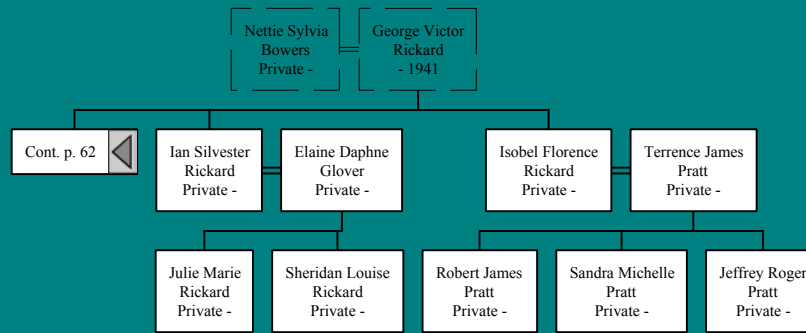 Nettie Sylvia
Bowers
Private -
George Victor
Rickard
- 1941
Cont. p. 62
Ian Silvester
Rickard
Private -
Elaine Daphne
Glover
Private -
Isobel Florence
Rickard
Private -
Terrence James
Pratt
Private -
Julie Marie
Rickard
Private -
Sheridan Louise
Rickard
Private -
Robert James
Pratt
Private -
Sandra Michelle
Pratt
Private -
Jeffrey Roger
Pratt
Private -